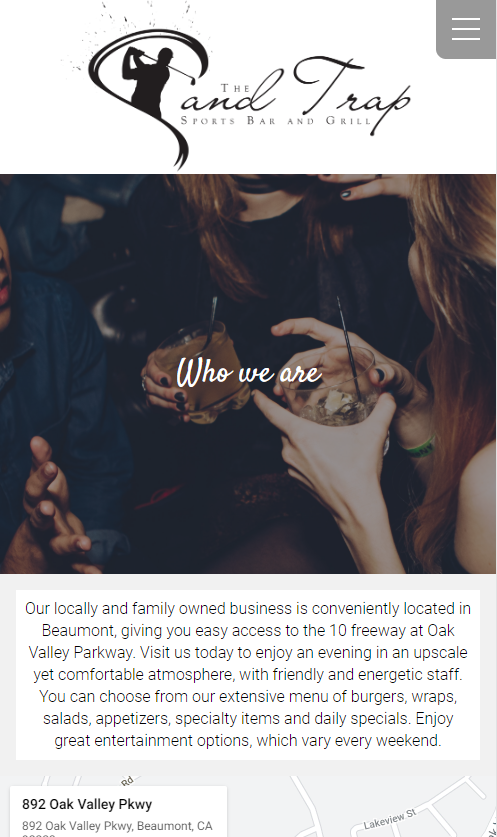 The
Sand Trap
Sports Bar and Grill
Who we are
Our locally and family owned business is conveniently located in
Beaumont, giving you easy access to the 10 freeway at Oak
Valley Parkway. Visit us today to enjoy an evening in an upscale
yet comfortable atmosphere, with friendly and energetic staff.
You can choose from our extensive menu of burgers, wraps,
salads, appetizers, specialty items and daily specials. Enjoy
great entertainment options, which vary every weekend.
Rd
892 Oak Valley Pkwy
892 Oak Valley Pkwy, Beaumont, CA
Lakeview St